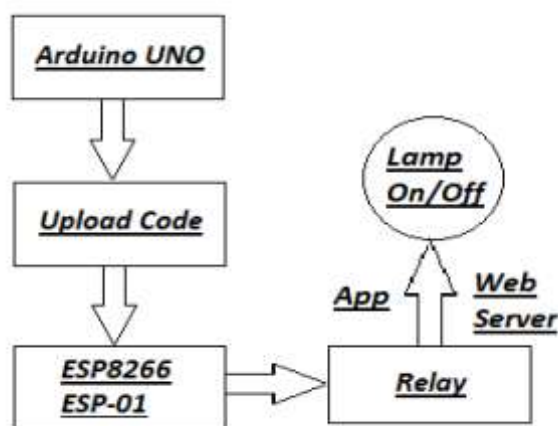 Arduino UNO
Upload Code
ESP8266
ESP-01
Relay
App
Web
Server
Lamp
On/Off